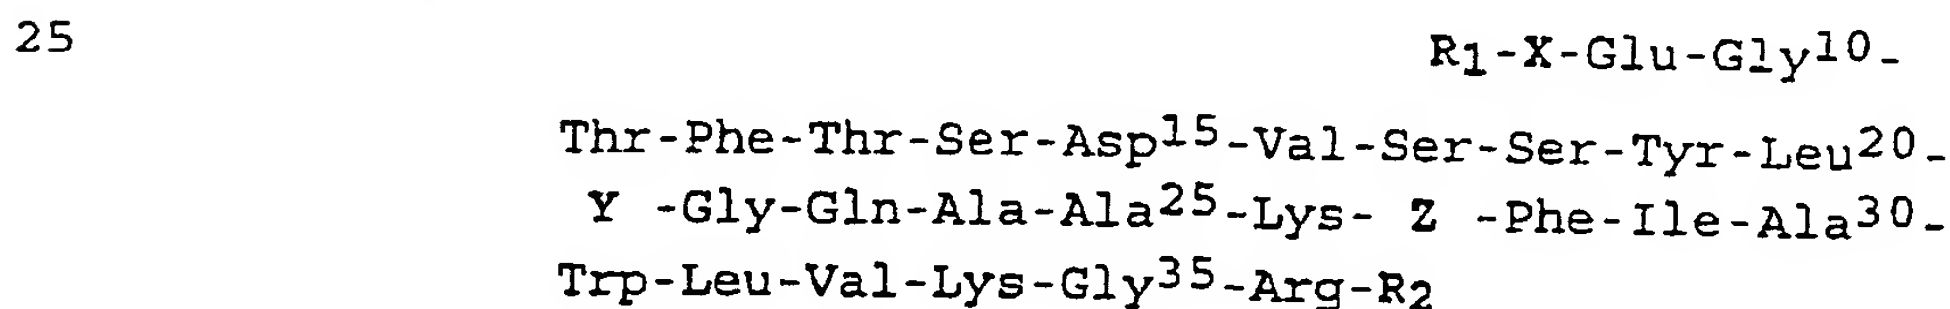 25
R1-X-Glu-Gly10-
Thr-Phe-Thr-Ser-Asp15-Val-Ser-Ser-Tyr-Leu20-
Y -Gly-Gln-Ala-Ala25-Lys- Z -Phe-Ile-Ala30-
Trp-Leu-Val-Lys-Gly35-Arg-R2